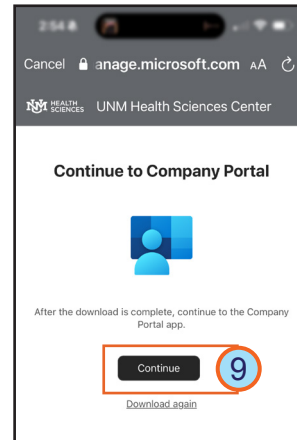 2:54
Cancel anage.microsoft.com AA
NM HEALTH SCIENCES UNM Health Sciences Center
Continue to Company Portal
After the download is complete, continue to the Company
Portal app.
Continue 9
Download again